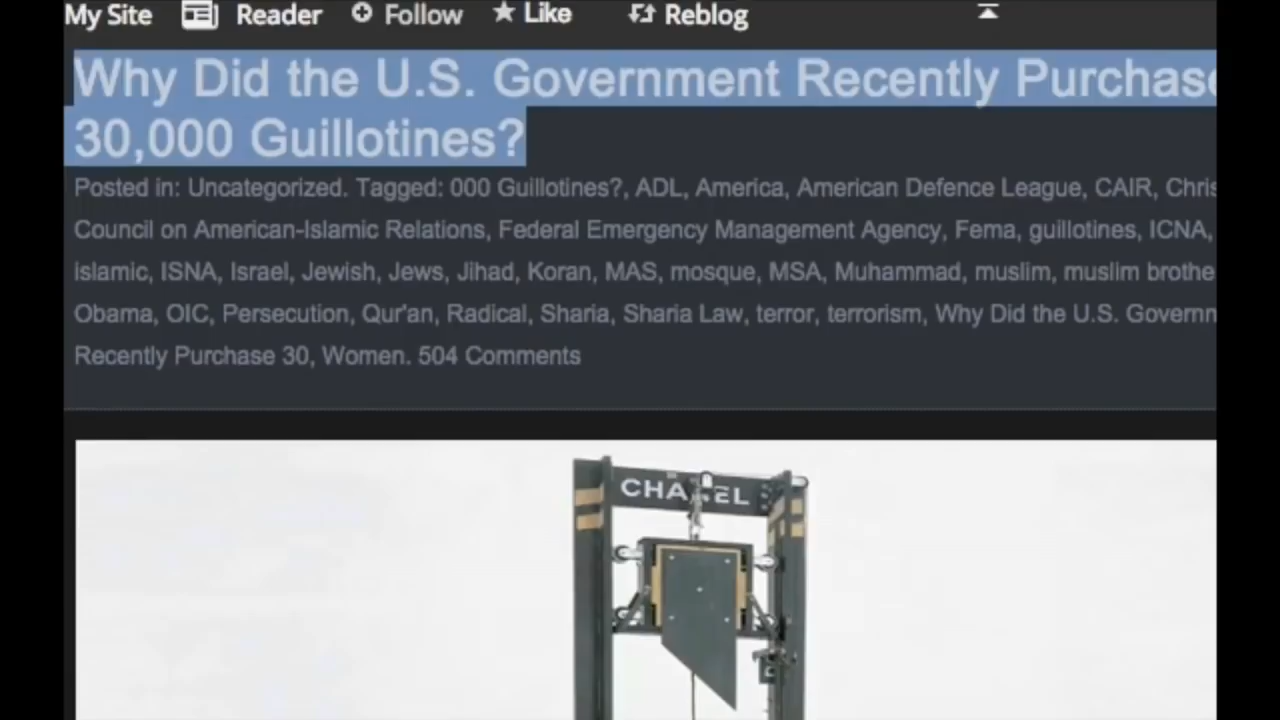 My Site Reader Follow Like Reblog
Why Did the U.S. Government Recently Purchase
30,000 Guillotines?
Posted in: Uncategorized. Tagged: 000 Guillotines?, ADL, America, American Defence League, CAIR, Chris
Council on American-Islamic Relations, Federal Emergency Management Agency, Fema, guillotines, ICNA,
islamic, ISNA, Israel, Jewish, Jews, Jihad, Koran, MAS, mosque, MSA, Muhammad, muslim, muslim brothe
Obama, OIC, Persecution, Qur'an, Radical, Sharia, Sharia Law, terror, terrorism, Why Did the U.S. Governm
Recently Purchase 30, Women. 504 Comments
CHANEL